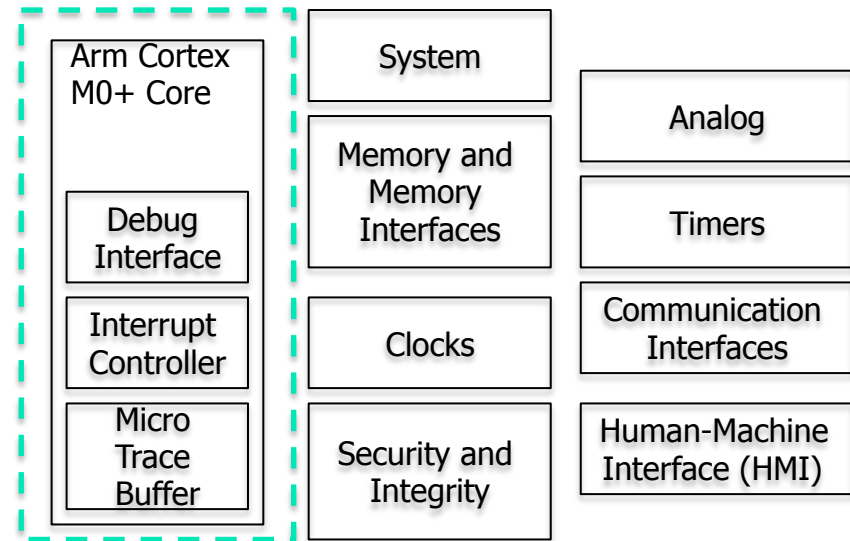 Arm Cortex
M0+ Core
Debug
Interface
Interrupt
Controller
Micro
Trace
Buffer
System
Memory and
Memory
Interfaces
Clocks
Security and
Integrity
Analog
Timers
Communication
Interfaces
Human-Machine
Interface (HMI)